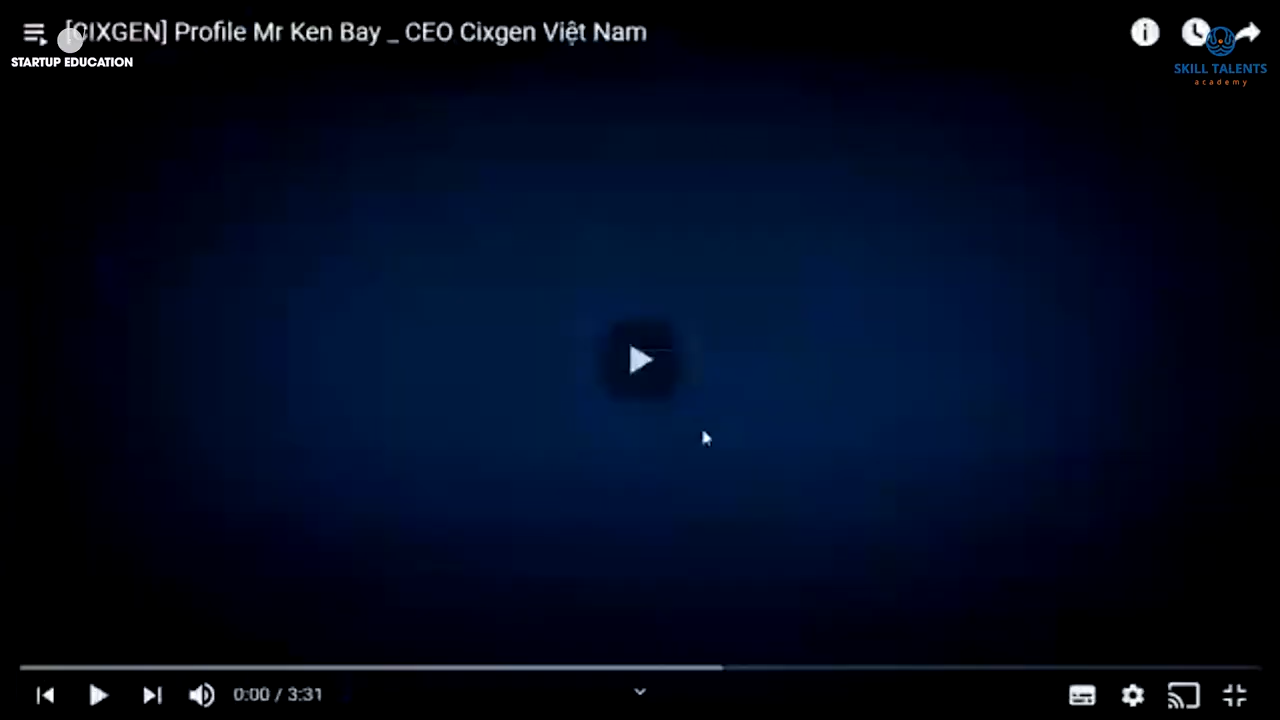 [CIXGEN] Profile Mr Ken Bay _ CEO Cixgen Việt Nam
STARTUP EDUCATION
SKILL TALENTS
academy
0:00 / 3:31